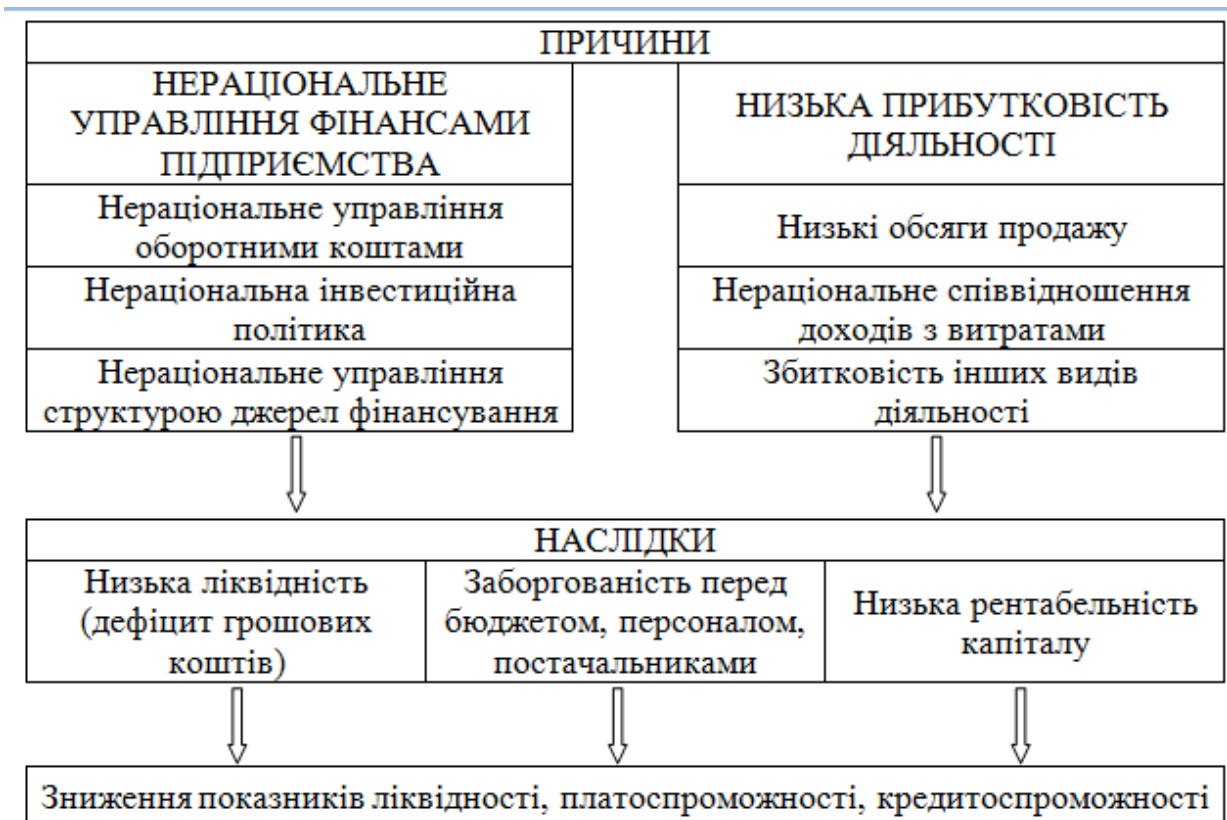 ПРИЧИНИ
НЕРАЦІОНАЛЬНЕ
УПРАВЛІННЯ ФІНАНСАМИ
ПІДПРИЄМСТВА
НИЗЬКА ПРИБУТКОВІСТЬ
ДІЯЛЬНОСТІ
Нераціональне управління
оборотними коштами
Низькі обсяги продажу
Нераціональна інвестиційна
політика
Нераціональне співвідношення
доходів з витратами
Нераціональне управління
структурою джерел фінансування
Збитковість інших видів
діяльності
НАСЛІДКИ
Низька ліквідність
(дефіцит грошових
коштів)
Заборгованість перед
бюджетом, персоналом,
постачальниками
Низька рентабельність
капіталу
Зниження показників ліквідності, платоспроможності, кредитоспроможності